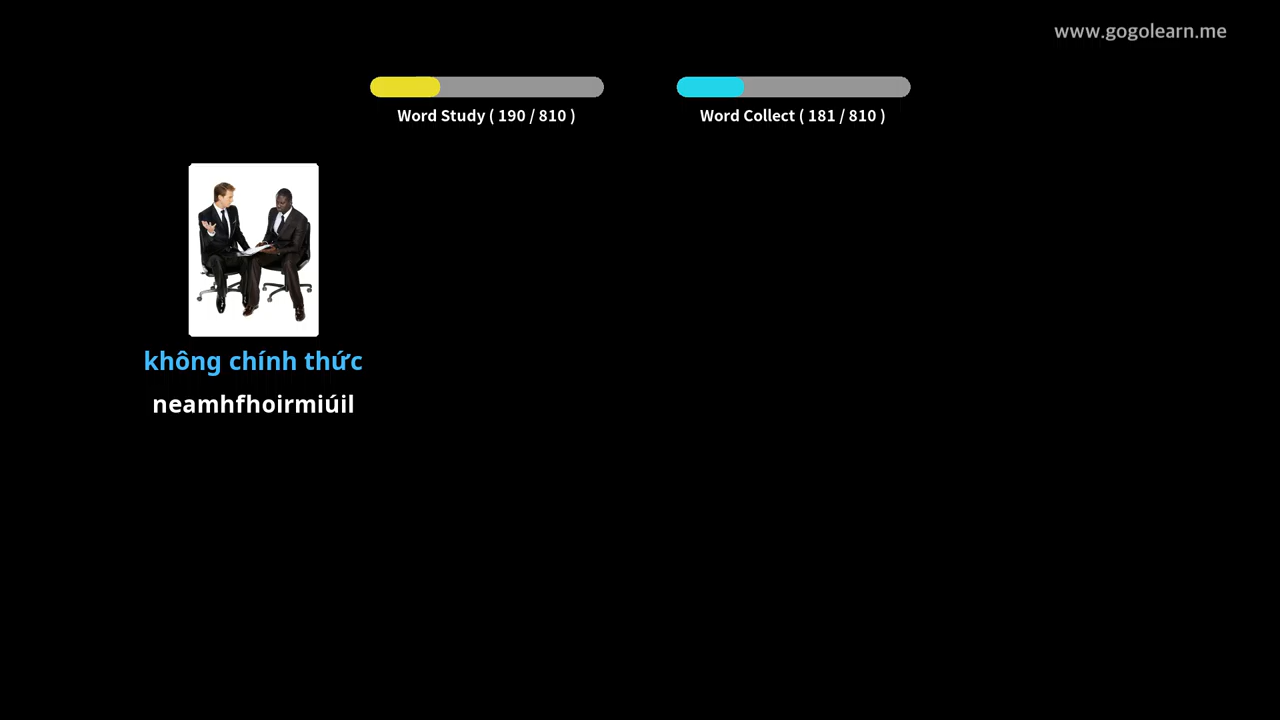 www.gogolearn.me
Word Study ( 190 / 810 )
Word Collect ( 181 / 810 )
không chính thức
neamhfhoirmiúil